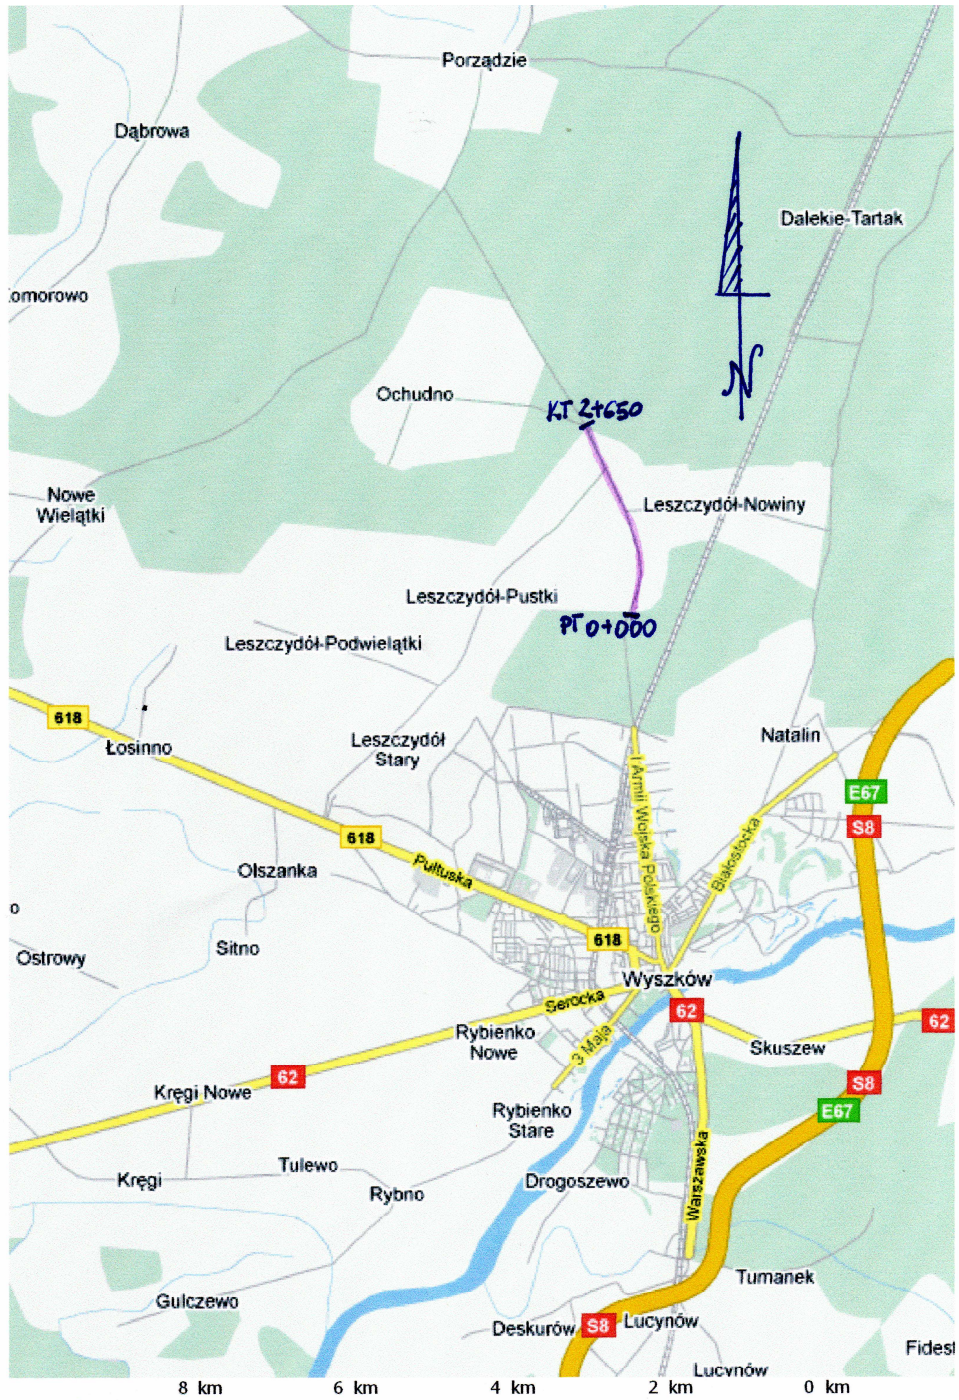 Porządzie
Dąbrowa
Dalekie-Tartak
omorowo
N
Ochudno
KT 2+650
Nowe
Wielątki
Leszczydół-Nowiny
Leszczydół-Pustki
PT 0+000
Leszczydół-Podwielątki
618
Łosinno
Leszczydół
Stary
Natalin
I Armii Wojska Polskiego
E67
S8
618
Białostocka
Pułtuska
Olszanka
o
618
Sitno
Ostrowy
Wyszków
Serocka
62
62
Rybienko
Nowe
3 Maja
Skuszew
62
Kręgi Nowe
S8
E67
Rybienko
Stare
Warszawska
Tulewo
Kręgi
Rybno
Drogoszewo
Tumanek
Gulczewo
Deskurów
S8
Lucynów
Fidest
Lucynów
8 km
6 km
4 km
2 km
0 km